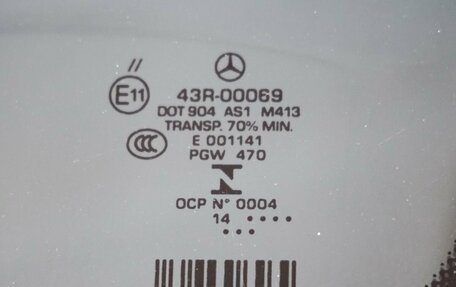 //
E11 43R-00069
DOT 904 AS1 M413
TRANSP. 70% MIN.
CCC E 001141
PGW 470
N
OCP N° 0004
14 ....
...